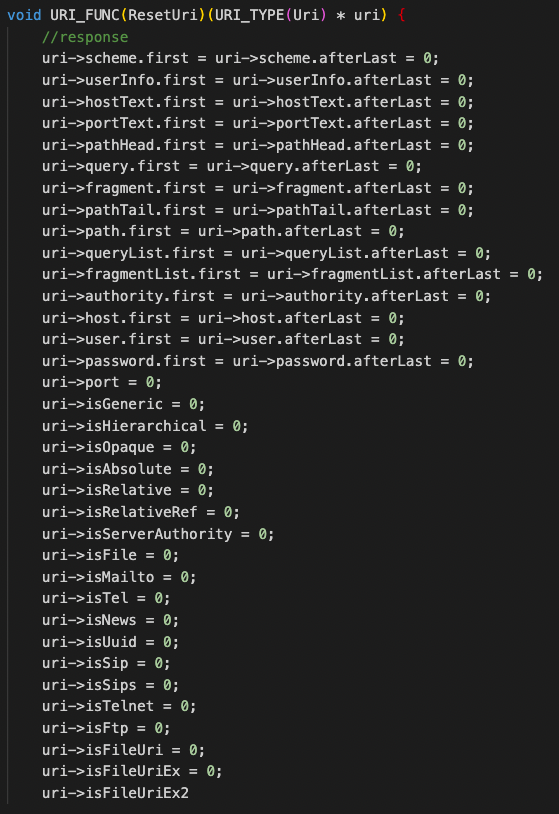 void URI_FUNC(ResetUri)(URI_TYPE(Uri) * uri) {
//response
uri->scheme.first = uri->scheme.afterLast = 0;
uri->userInfo.first = uri->userInfo.afterLast = 0;
uri->hostText.first = uri->hostText.afterLast = 0;
uri->portText.first = uri->portText.afterLast = 0;
uri->pathHead.first = uri->pathHead.afterLast = 0;
uri->query.first = uri->query.afterLast = 0;
uri->fragment.first = uri->fragment.afterLast = 0;
uri->pathTail.first = uri->pathTail.afterLast = 0;
uri->path.first = uri->path.afterLast = 0;
uri->queryList.first = uri->queryList.afterLast = 0;
uri->fragmentList.first = uri->fragmentList.afterLast = 0;
uri->authority.first = uri->authority.afterLast = 0;
uri->host.first = uri->host.afterLast = 0;
uri->user.first = uri->user.afterLast = 0;
uri->password.first = uri->password.afterLast = 0;
uri->port = 0;
uri->isGeneric = 0;
uri->isHierarchical = 0;
uri->isOpaque = 0;
uri->isAbsolute = 0;
uri->isRelative = 0;
uri->isRelativeRef = 0;
uri->isServerAuthority = 0;
uri->isFile = 0;
uri->isMailto = 0;
uri->isTel = 0;
uri->isNews = 0;
uri->isUuid = 0;
uri->isSip = 0;
uri->isSips = 0;
uri->isTelnet = 0;
uri->isFtp = 0;
uri->isFileUri = 0;
uri->isFileUriEx = 0;
uri->isFileUriEx2